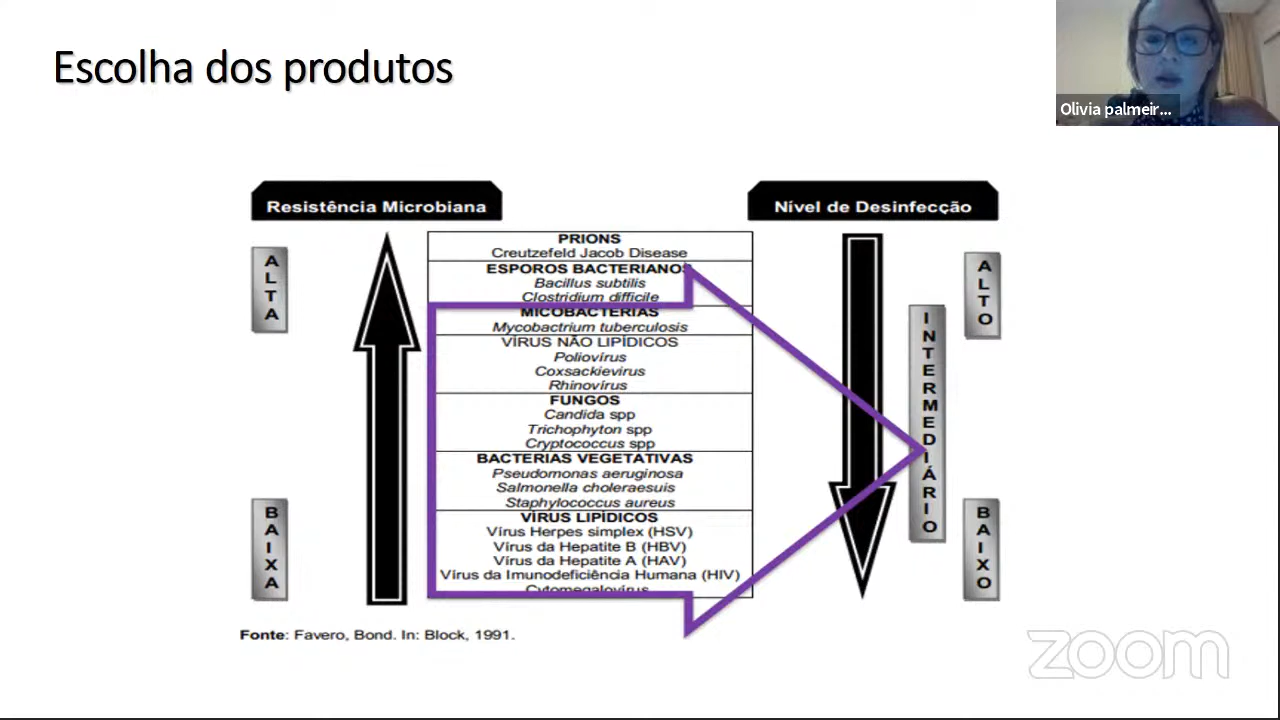 Escolha dos produtos
Olivia palmeir...
Resistência Microbiana
Nível de Desinfecção
ALTA
BAIXA
PRIONS
Creutzefeld Jacob Disease
ESPOROS BACTERIANOS
Bacillus subtilis
Clostridium difficile
MICOBACTERIAS
Mycobactrium tuberculosis
VÍRUS NÃO LIPÍDICOS
Poliovírus
Coxsackievirus
Rhinovírus
FUNGOS
Candida spp
Trichophyton spp
Cryptococcus spp
BACTERIAS VEGETATIVAS
Pseudomonas aeruginosa
Salmonella choleraesuis
Staphylococcus aureus
VÍRUS LIPÍDICOS
Vírus Herpes simplex (HSV)
Vírus da Hepatite B (HBV)
Vírus da Hepatite A (HAV)
Vírus da Imunodeficiência Humana (HIV)
Cytomegalovírus
ALTO
INTERMEDIÁRIO
BAIXO
Fonte: Favero, Bond. In: Block, 1991.
zoom